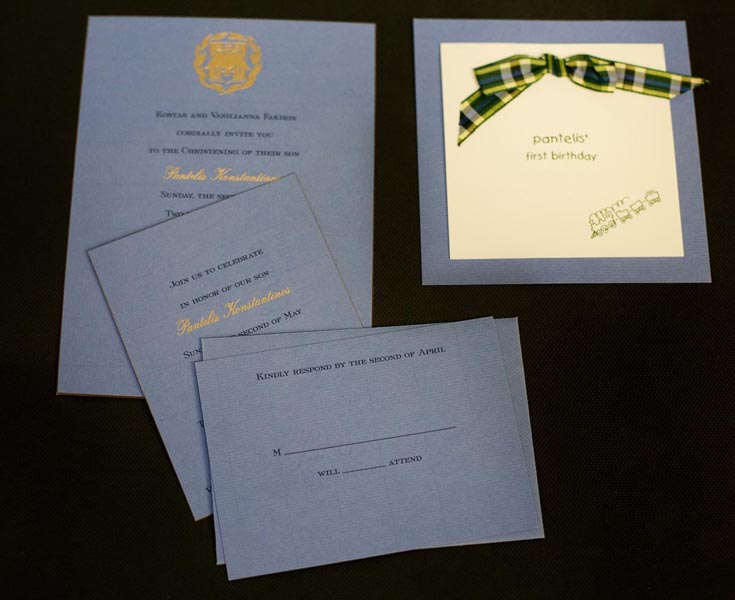 Kostas and Vasilianna Fakiris
cordially invite you
to the Christening of their son
Pantelis Konstantinos
Sunday, the
pantelis'
first birthday
Join us to celebrate
in honor of our son
Pantelis Konstantinos
second of May
Kindly respond by the second of April
M
will ________ attend